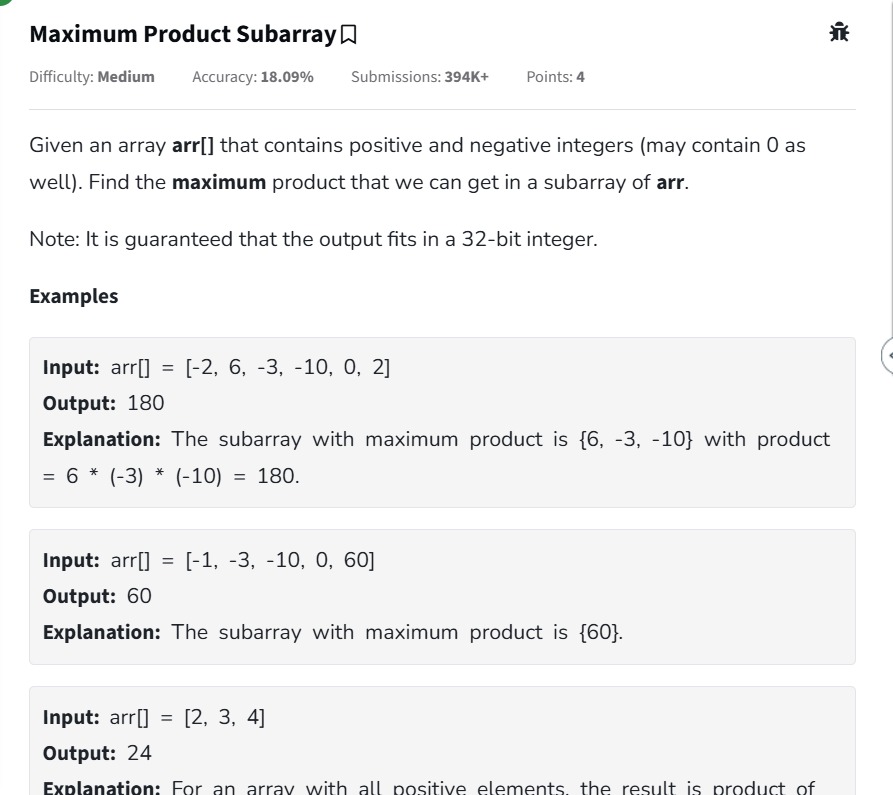 Maximum Product Subarray
Difficulty: Medium Accuracy: 18.09% Submissions: 394K+ Points: 4
Given an array arr[] that contains positive and negative integers (may contain 0 as
well). Find the maximum product that we can get in a subarray of arr.
Note: It is guaranteed that the output fits in a 32-bit integer.
Examples
Input: arr[] = [-2, 6, -3, -10, 0, 2]
Output: 180
Explanation: The subarray with maximum product is {6, -3, -10} with product
= 6 * (-3) * (-10) = 180.
Input: arr[] = [-1, -3, -10, 0, 60]
Output: 60
Explanation: The subarray with maximum product is {60}.
Input: arr[] = [2, 3, 4]
Output: 24
Explanation: For an array with all positive elements, the result is product of